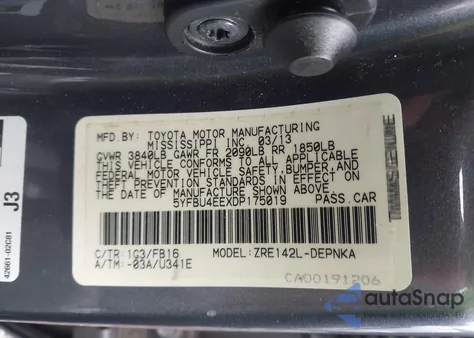 MFD.BY: TOYOTA MOTOR MANUFACTURING
MISSISSIPPI INC 03/13
GVWR 3840LB GAWR FR 2090LB RR 1850LB
THIS VEHICLE CONFORMS TO ALL APPLICABLE
FEDERAL MOTOR VEHICLE SAFETY, BUMPER, AND
THEFT PREVENTION STANDARDS IN EFFECT ON
THE DATE OF MANUFACTURE SHOWN ABOVE.
5YFBU4EEXDP175019 PASS.CAR
C/TR:1G3/FB16 MODEL:ZRE142L-DEPNKA
A/TM:-03A/U341E
CA00191206
J3
42661-02C81
autoSnap